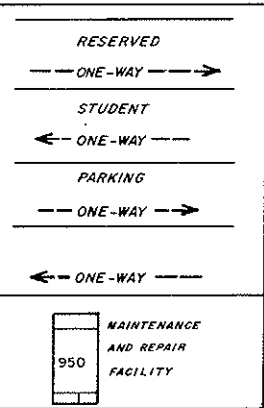 RESERVED
ONE-WAY
STUDENT
ONE-WAY
PARKING
ONE-WAY
ONE-WAY
MAINTENANCE
AND REPAIR
950
FACILITY